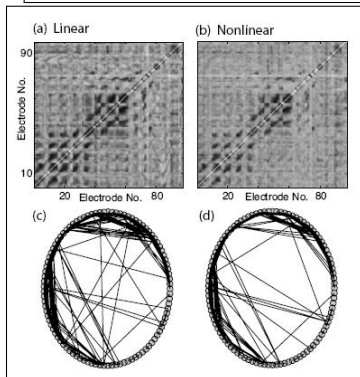 (a) Linear
(b) Nonlinear
90
Electrode No.
10
20 Electrode No. 80
20 Electrode No. 80
(c)
(d)